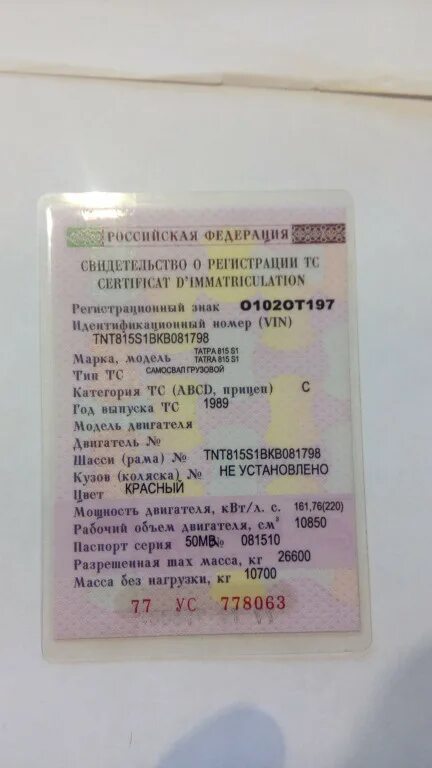 РОССИЙСКАЯ ФЕДЕРАЦИЯ
СВИДЕТЕЛЬСТВО О РЕГИСТРАЦИИ ТС
CERTIFICAT D'IMMATRICULATION
Регистрационный знак О102ОТ197
Идентификационный номер (VIN)
TNT815S1BKB081798
Марка, модель ТАТРА 815 S1
TATRA 815 S1
Тип ТС САМОСВАЛ ГРУЗОВОЙ
Категория ТС (ABCD, прицеп) С
Год выпуска ТС 1989
Модель двигателя
Двигатель №
Шасси (рама) № TNT815S1BKB081798
Кузов (коляска) № НЕ УСТАНОВЛЕНО
Цвет КРАСНЫЙ
Мощность двигателя, кВт/л. с. 161,76(220)
Рабочий объем двигателя, см³ 10850
Паспорт серия 50МВ № 081510
Разрешенная max масса, кг 26600
Масса без нагрузки, кг 10700
77 УС 778063